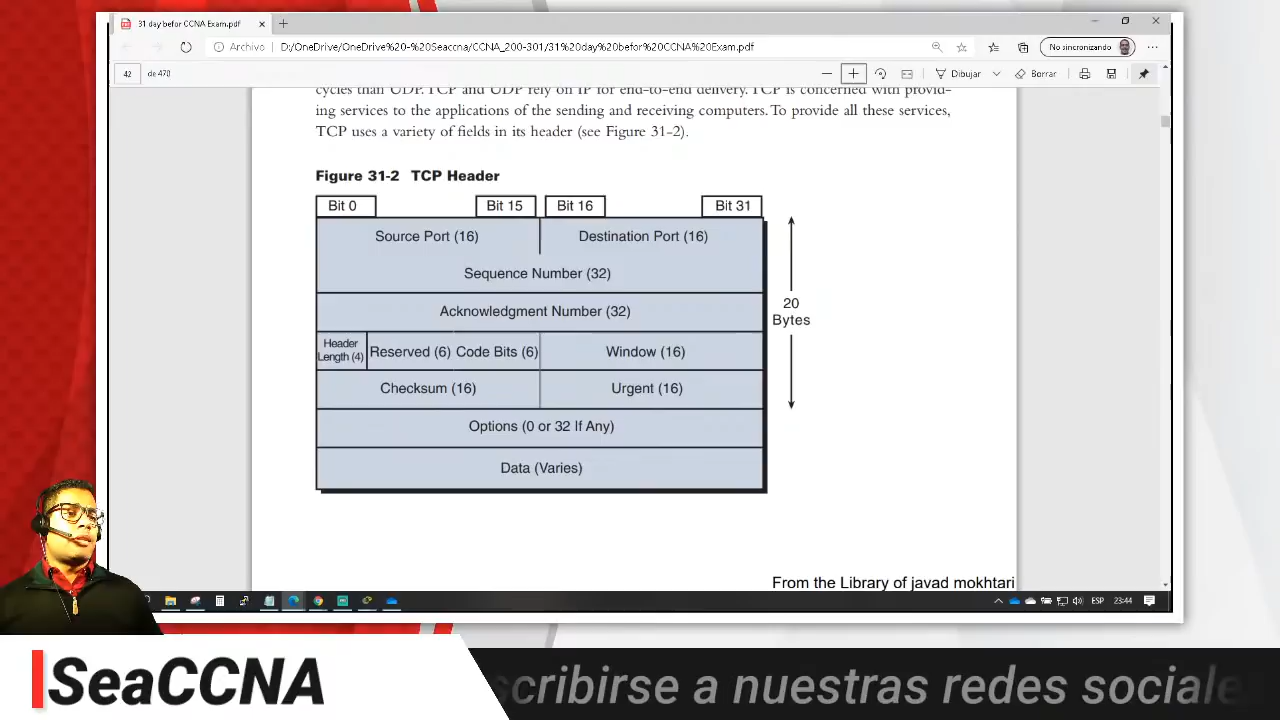 31 day befor CCNA Exam.pdf
Archivo D:/OneDrive/OneDrive%20-%20Seaccna/CCNA_200-301/31%20day%20befor%20CCNA%20Exam.pdf
No sincronizando
42 de 470
Dibujar
Borrar
cycles than UDP. TCP and UDP rely on IP for end-to-end delivery. TCP is concerned with provid-
ing services to the applications of the sending and receiving computers. To provide all these services,
TCP uses a variety of fields in its header (see Figure 31-2).
Figure 31-2 TCP Header
Bit 0 Bit 15 Bit 16 Bit 31
Source Port (16) Destination Port (16)
Sequence Number (32)
Acknowledgment Number (32)
20
Bytes
Header
Length (4)
Reserved (6) Code Bits (6) Window (16)
Checksum (16) Urgent (16)
Options (0 or 32 If Any)
Data (Varies)
From the Library of javad mokhtari
ESP 23:44
SeaCCNA
scribirse a nuestras redes sociale